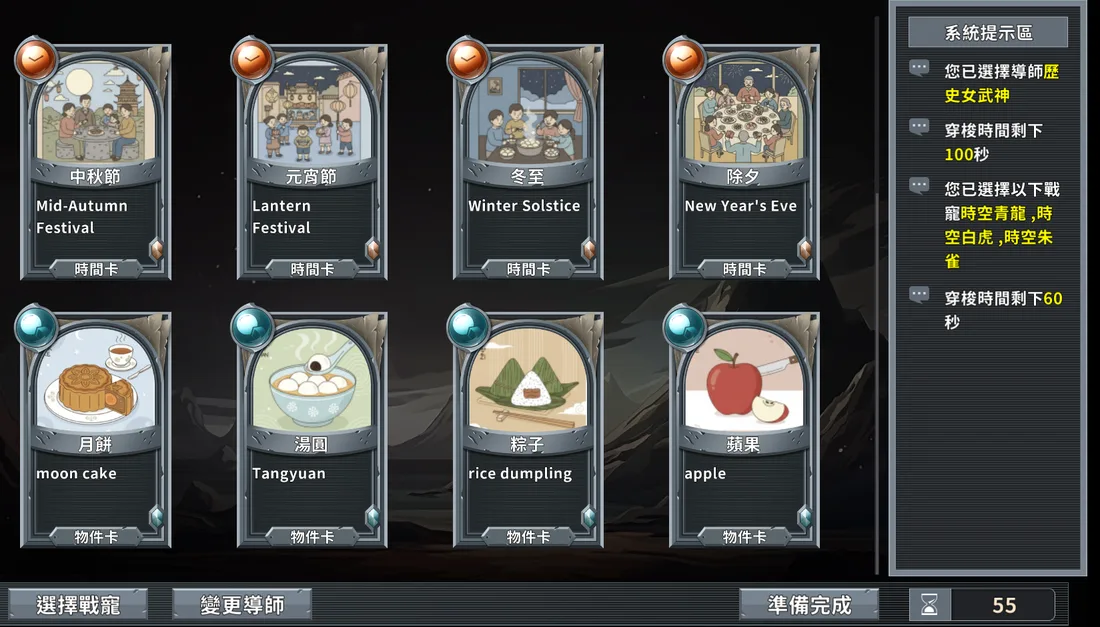 中秋節
Mid-Autumn
Festival
時間卡
元宵節
Lantern
Festival
時間卡
冬至
Winter Solstice
時間卡
除夕
New Year's Eve
時間卡
月餅
moon cake
物件卡
湯圓
Tangyuan
物件卡
粽子
rice dumpling
物件卡
蘋果
apple
物件卡
系統提示區
您已選擇導師歷
史女武神
穿梭時間剩下
100秒
您已選擇以下戰
寵時空青龍 ,時
空白虎 ,時空朱
雀
穿梭時間剩下60
秒
選擇戰寵
變更導師
準備完成
55